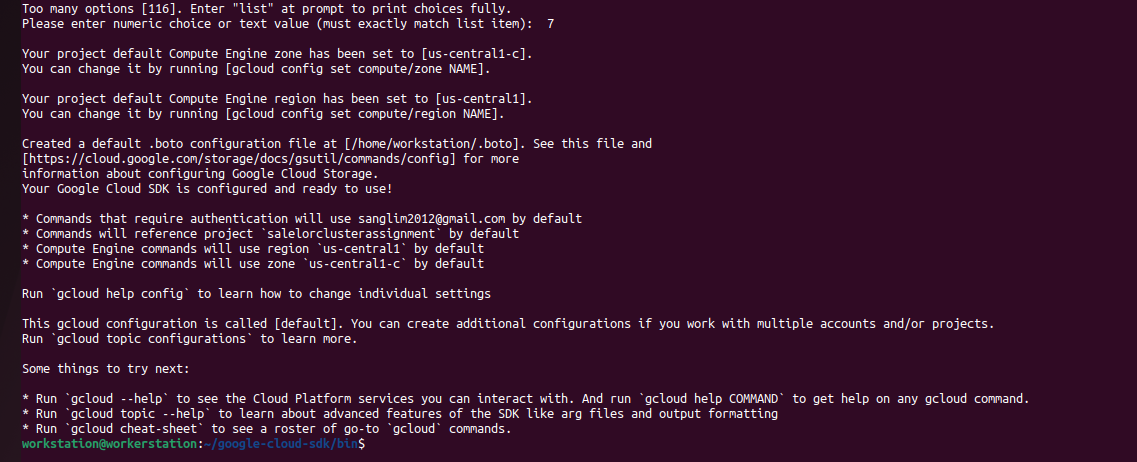 Too many options [116]. Enter "list" at prompt to print choices fully.
Please enter numeric choice or text value (must exactly match list item):  7
Your project default Compute Engine zone has been set to [us-central1-c].
You can change it by running [gcloud config set compute/zone NAME].
Your project default Compute Engine region has been set to [us-central1].
You can change it by running [gcloud config set compute/region NAME].
Created a default .boto configuration file at [/home/workstation/.boto]. See this file and
[https://cloud.google.com/storage/docs/gsutil/commands/config] for more
information about configuring Google Cloud Storage.
Your Google Cloud SDK is configured and ready to use!
* Commands that require authentication will use sanglim2012@gmail.com by default
* Commands will reference project `salelorclusterassignment` by default
* Compute Engine commands will use region `us-central1` by default
* Compute Engine commands will use zone `us-central1-c` by default
Run `gcloud help config` to learn how to change individual settings
This gcloud configuration is called [default]. You can create additional configurations if you work with multiple accounts and/or projects.
Run `gcloud topic configurations` to learn more.
Some things to try next:
* Run `gcloud --help` to see the Cloud Platform services you can interact with. And run `gcloud help COMMAND` to get help on any gcloud command.
* Run `gcloud topic --help` to learn about advanced features of the SDK like arg files and output formatting
* Run `gcloud cheat-sheet` to see a roster of go-to `gcloud` commands.
workstation@workerstation:~/google-cloud-sdk/bin$